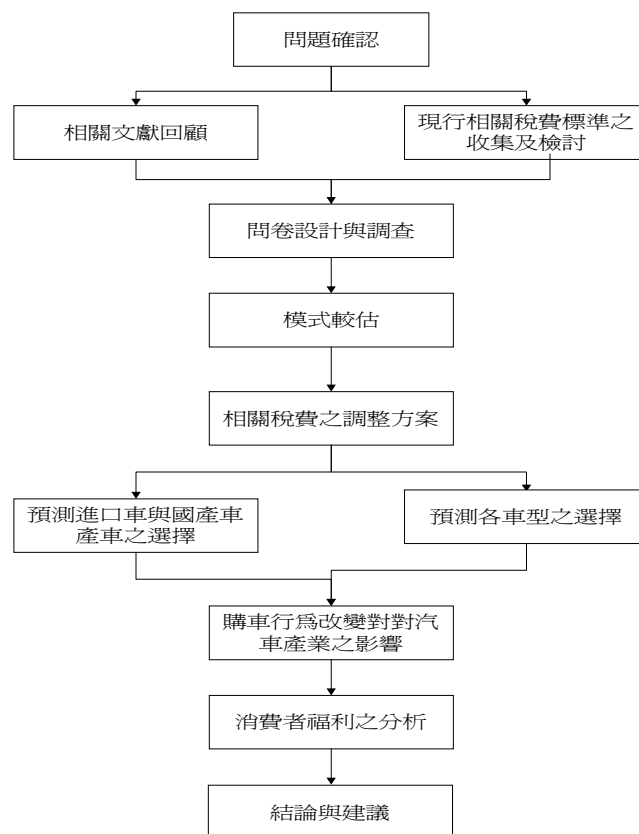 問題確認
相關文獻回顧
現行相關稅費標準之
收集及檢討
問卷設計與調查
模式較估
相關稅費之調整方案
預測進口車與國產車
產車之選擇
預測各車型之選擇
購車行為改變對對汽
車產業之影響
消費者福利之分析
結論與建議